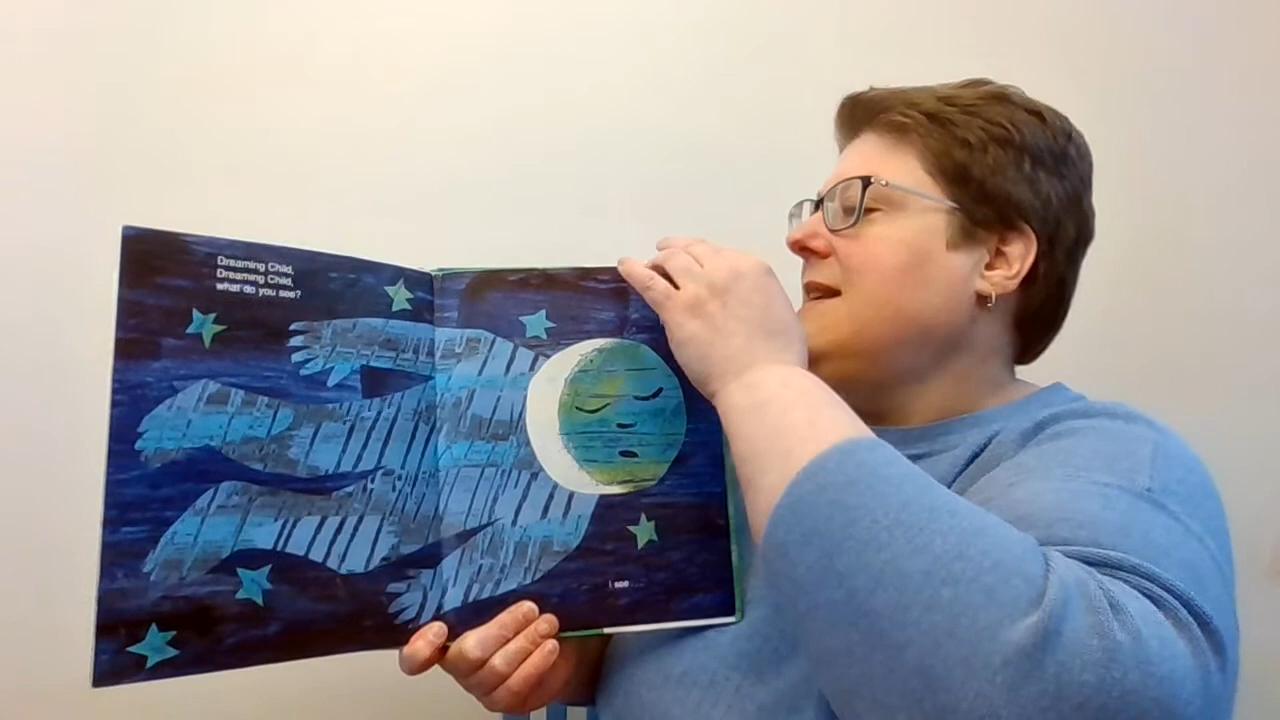 Dreaming Child,
Dreaming Child,
what do you see?
I see . . .